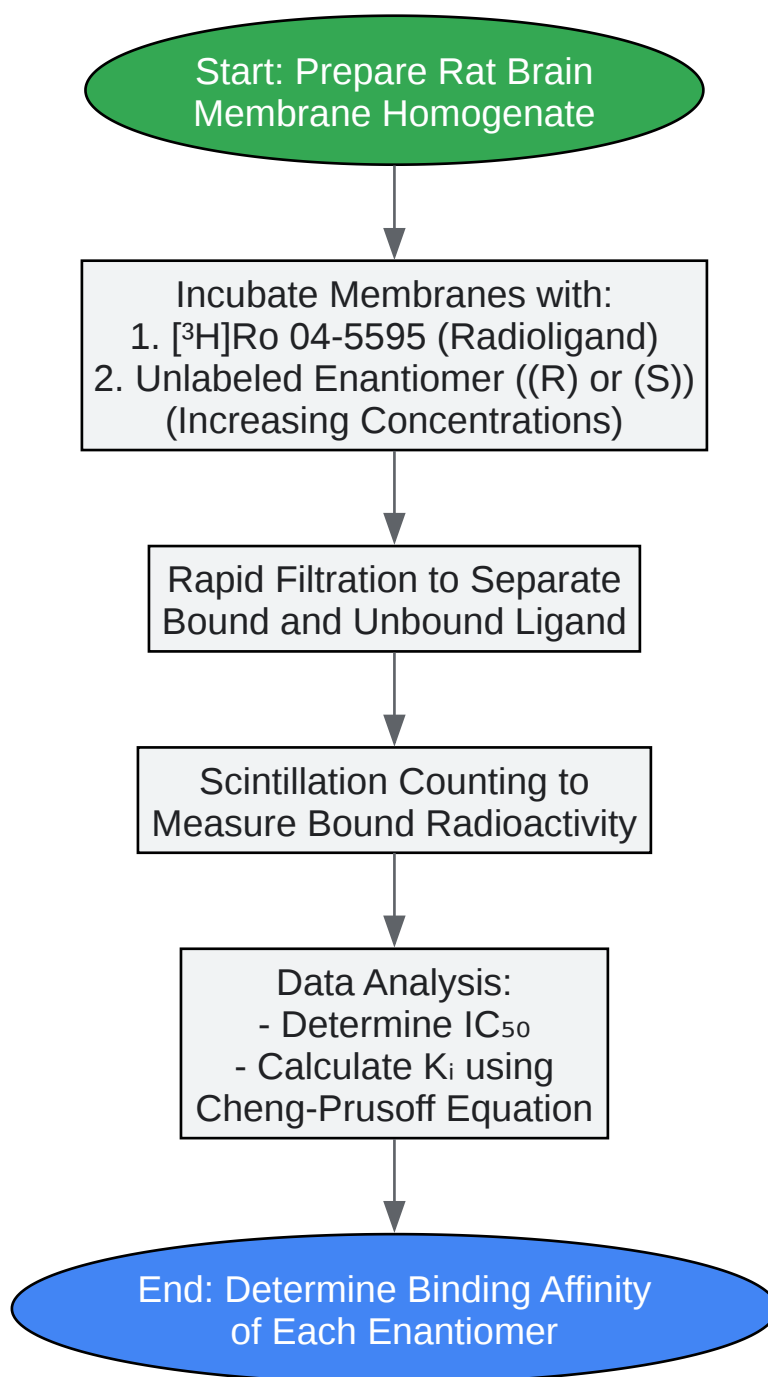 Start: Prepare Rat Brain
Membrane Homogenate
Incubate Membranes with:
1. [³H]Ro 04-5595 (Radioligand)
2. Unlabeled Enantiomer ((R) or (S))
(Increasing Concentrations)
Rapid Filtration to Separate
Bound and Unbound Ligand
Scintillation Counting to
Measure Bound Radioactivity
Data Analysis:
- Determine IC₅₀
- Calculate Kᵢ using
Cheng-Prusoff Equation
End: Determine Binding Affinity
of Each Enantiomer